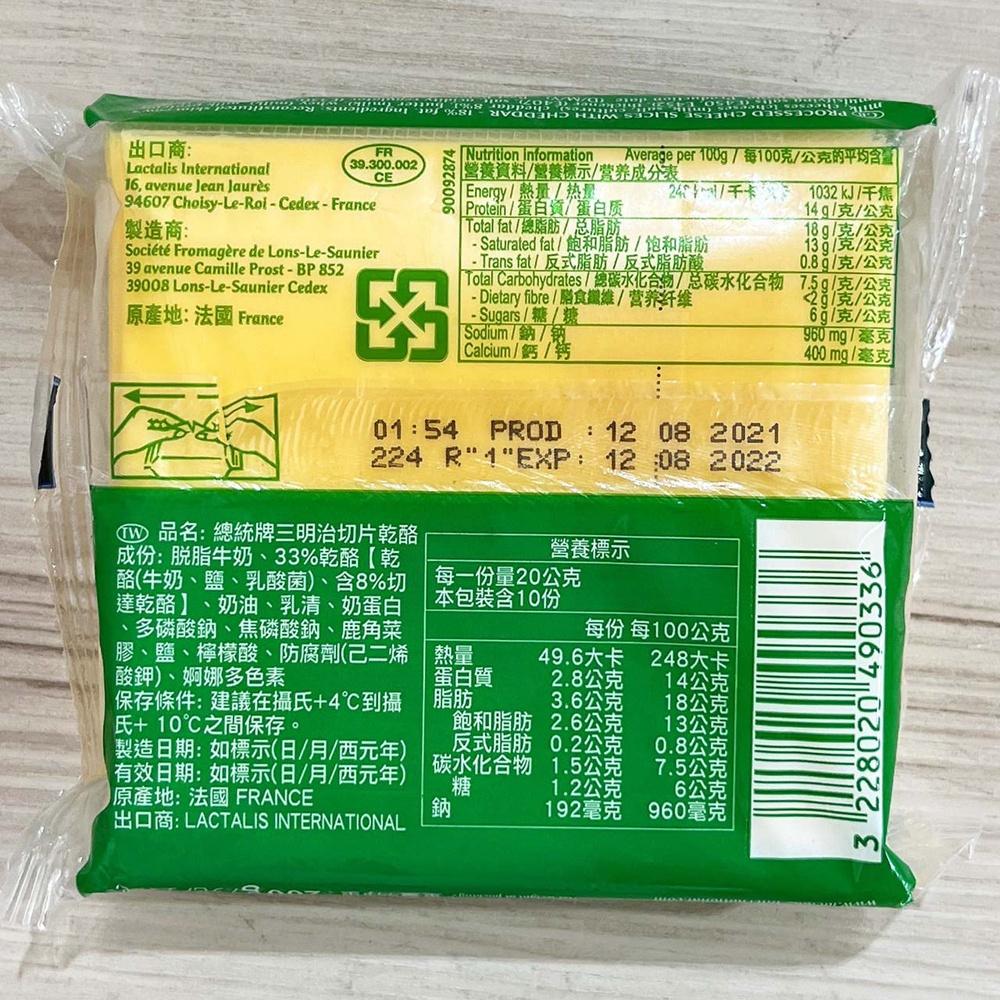 PROCESSED CHEESE SLICES WITH CHEDDAR
出口商:
Lactalis International
16, avenue Jean Jaurès
94607 Choisy-Le-Roi - Cedex - France
FR
39.300.002
CE
90092874
製造商:
Société Fromagère de Lons-Le-Saunier
39 avenue Camille Prost - BP 852
39008 Lons-Le-Saunier Cedex
原產地: 法國 France
Nutrition Information Average per 100g / 每100克/公克的平均含量
營養資料/營養標示/营养成分表
Energy / 熱量 / 热量 1032 kJ/千焦
Protein / 蛋白質/ 蛋白质 14 g/克/公克
Total fat /總脂肪/ 总脂肪 18 g/克/公克
- Saturated fat / 飽和脂肪 / 饱和脂肪 13 g/克/公克
- Trans fat / 反式脂肪 / 反式脂肪酸 0.8 g/克/公克
Total Carbohydrates / 總碳水化合物 / 总碳水化合物 7.5 g/克/公克
- Dietary fibre / 膳食纖維 / 营养纤维 <2 g/克/公克
- Sugars / 糖 / 糖 6 g/克/公克
Sodium / 鈉 / 钠 960 mg /毫克
Calcium / 鈣 / 钙 400 mg /毫克
01:54 PROD : 12 08 2021
224 R"1"EXP: 12 08 2022
TW 品名: 總統牌三明治切片乾酪
成份: 脱脂牛奶、33%乾酪【乾
酪(牛奶、鹽、乳酸菌)、含8%切
達乾酪】、奶油、乳清、奶蛋白
、多磷酸鈉、焦磷酸鈉、鹿角菜
膠、鹽、檸檬酸、防腐劑(己二烯
酸鉀)、婀娜多色素
保存條件: 建議在攝氏+4℃到攝
氏+ 10℃之間保存。
製造日期: 如標示(日/月/西元年)
有效日期: 如標示(日/月/西元年)
原產地: 法國 FRANCE
出口商: LACTALIS INTERNATIONAL
營養標示
每一份量20公克
本包裝含10份
每份 每100公克
熱量 49.6大卡 248大卡
蛋白質 2.8公克 14公克
脂肪 3.6公克 18公克
飽和脂肪 2.6公克 13公克
反式脂肪 0.2公克 0.8公克
碳水化合物 1.5公克 7.5公克
糖 1.2公克 6公克
鈉 192毫克 960毫克
3 228020 490336